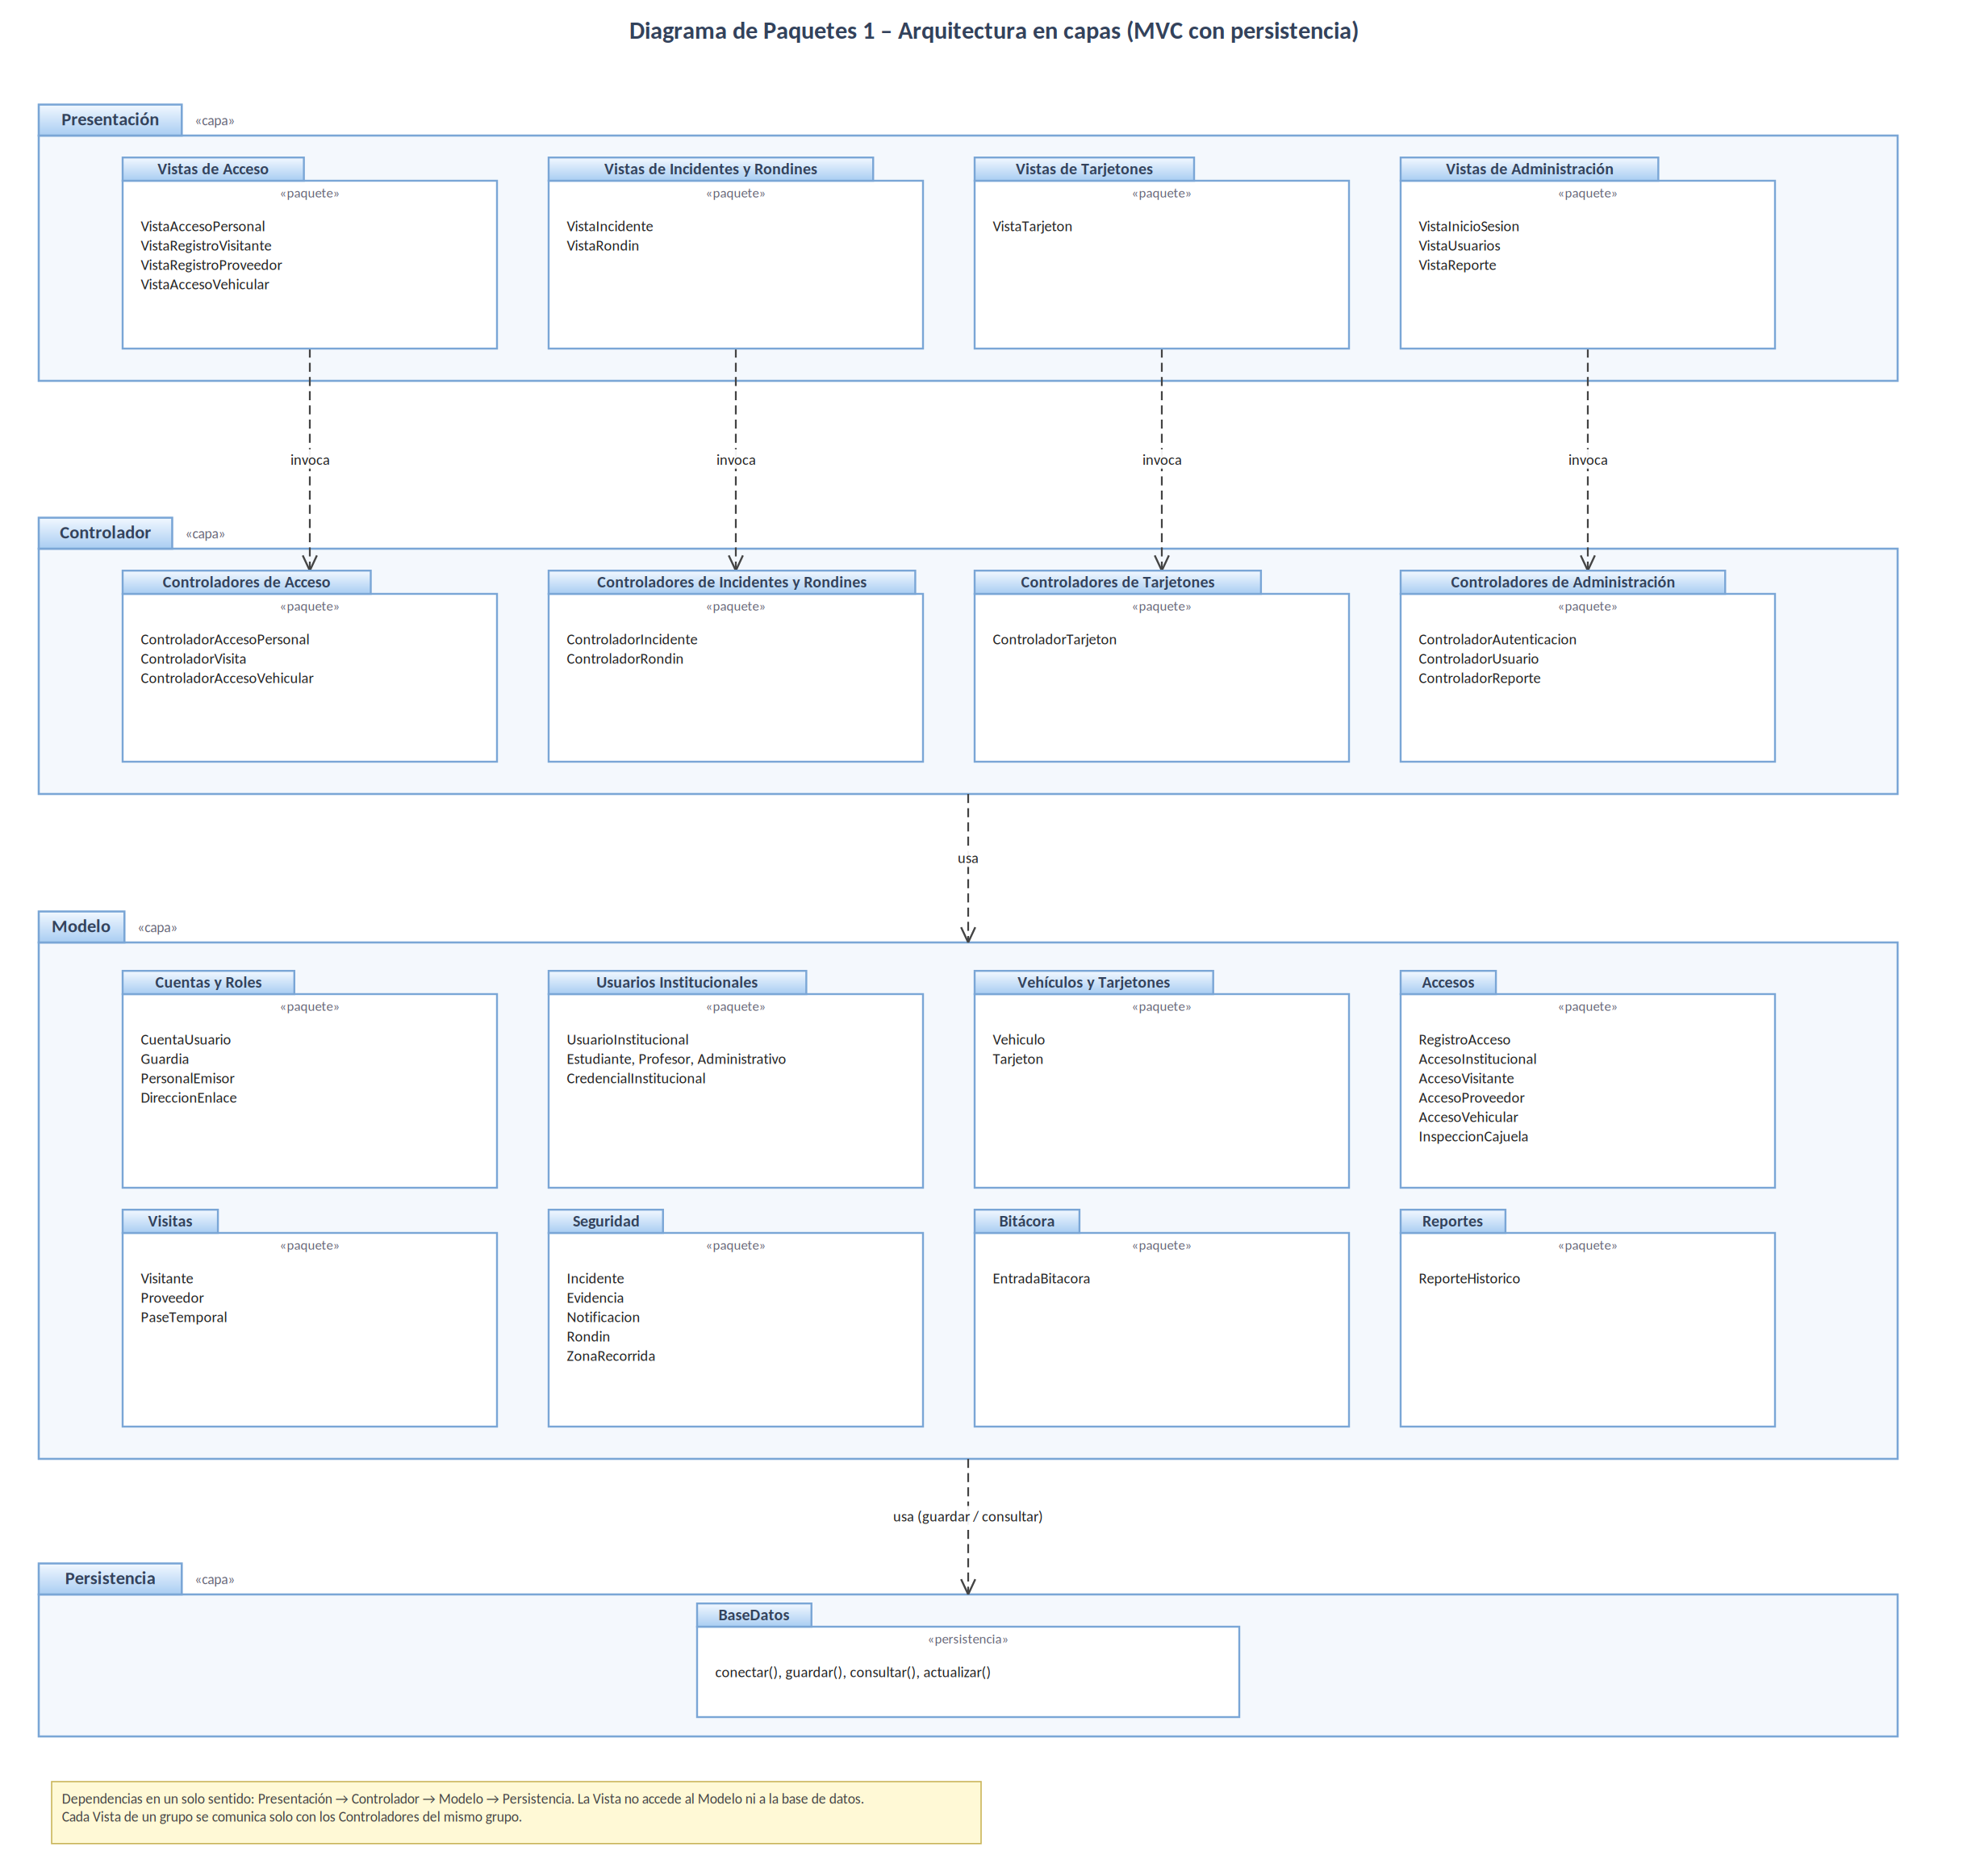 Diagrama de Paquetes 1 – Arquitectura en capas (MVC con persistencia)
Presentación
«capa»
Vistas de Acceso
«paquete»
VistaAccesoPersonal
VistaRegistroVisitante
VistaRegistroProveedor
VistaAccesoVehicular
Vistas de Incidentes y Rondines
«paquete»
VistaIncidente
VistaRondin
Vistas de Tarjetones
«paquete»
VistaTarjeton
Vistas de Administración
«paquete»
VistaInicioSesion
VistaUsuarios
VistaReporte
invoca
invoca
invoca
invoca
Controlador
«capa»
Controladores de Acceso
«paquete»
ControladorAccesoPersonal
ControladorVisita
ControladorAccesoVehicular
Controladores de Incidentes y Rondines
«paquete»
ControladorIncidente
ControladorRondin
Controladores de Tarjetones
«paquete»
ControladorTarjeton
Controladores de Administración
«paquete»
ControladorAutenticacion
ControladorUsuario
ControladorReporte
usa
Modelo
«capa»
Cuentas y Roles
«paquete»
CuentaUsuario
Guardia
PersonalEmisor
DireccionEnlace
Usuarios Institucionales
«paquete»
UsuarioInstitucional
Estudiante, Profesor, Administrativo
CredencialInstitucional
Vehículos y Tarjetones
«paquete»
Vehiculo
Tarjeton
Accesos
«paquete»
RegistroAcceso
AccesoInstitucional
AccesoVisitante
AccesoProveedor
AccesoVehicular
InspeccionCajuela
Visitas
«paquete»
Visitante
Proveedor
PaseTemporal
Seguridad
«paquete»
Incidente
Evidencia
Notificacion
Rondin
ZonaRecorrida
Bitácora
«paquete»
EntradaBitacora
Reportes
«paquete»
ReporteHistorico
usa (guardar / consultar)
Persistencia
«capa»
BaseDatos
«persistencia»
conectar(), guardar(), consultar(), actualizar()
Dependencias en un solo sentido: Presentación → Controlador → Modelo → Persistencia. La Vista no accede al Modelo ni a la base de datos.
Cada Vista de un grupo se comunica solo con los Controladores del mismo grupo.